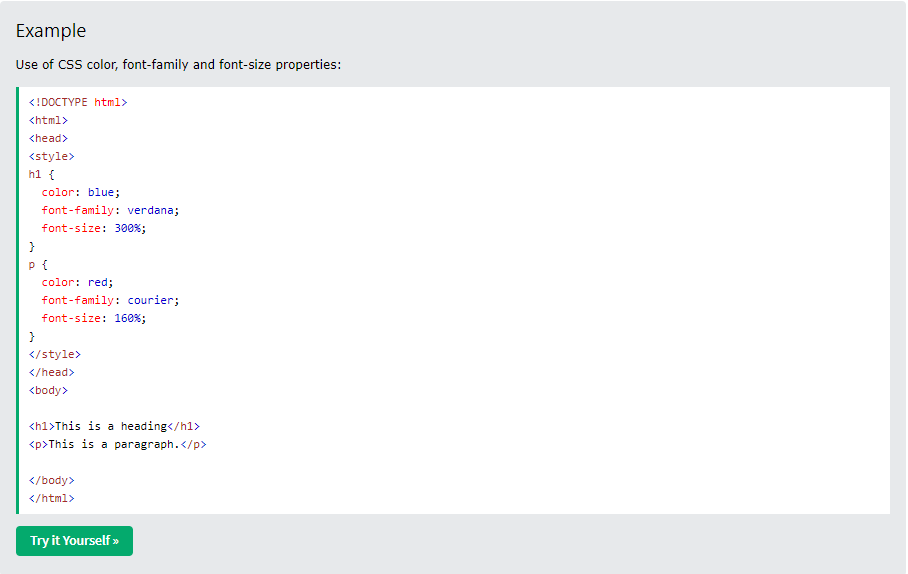 Example
Use of CSS color, font-family and font-size properties:
<!DOCTYPE html>
<html>
<head>
<style>
h1 {
  color: blue;
  font-family: verdana;
  font-size: 300%;
}
p {
  color: red;
  font-family: courier;
  font-size: 160%;
}
</style>
</head>
<body>

<h1>This is a heading</h1>
<p>This is a paragraph.</p>

</body>
</html>
Try it Yourself »